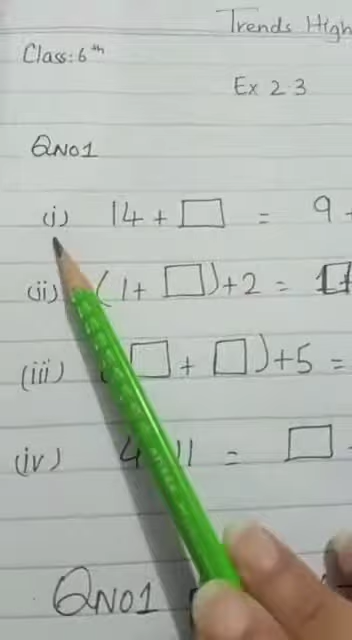 Trends High
Class: 6th
Ex 2.3
QNO1
(i) 14 + □ = 9 +
(ii) (1 + □) + 2 = 1 +
(iii) (□ + □) + 5 =
(iv) 4 11 = □
QNO1